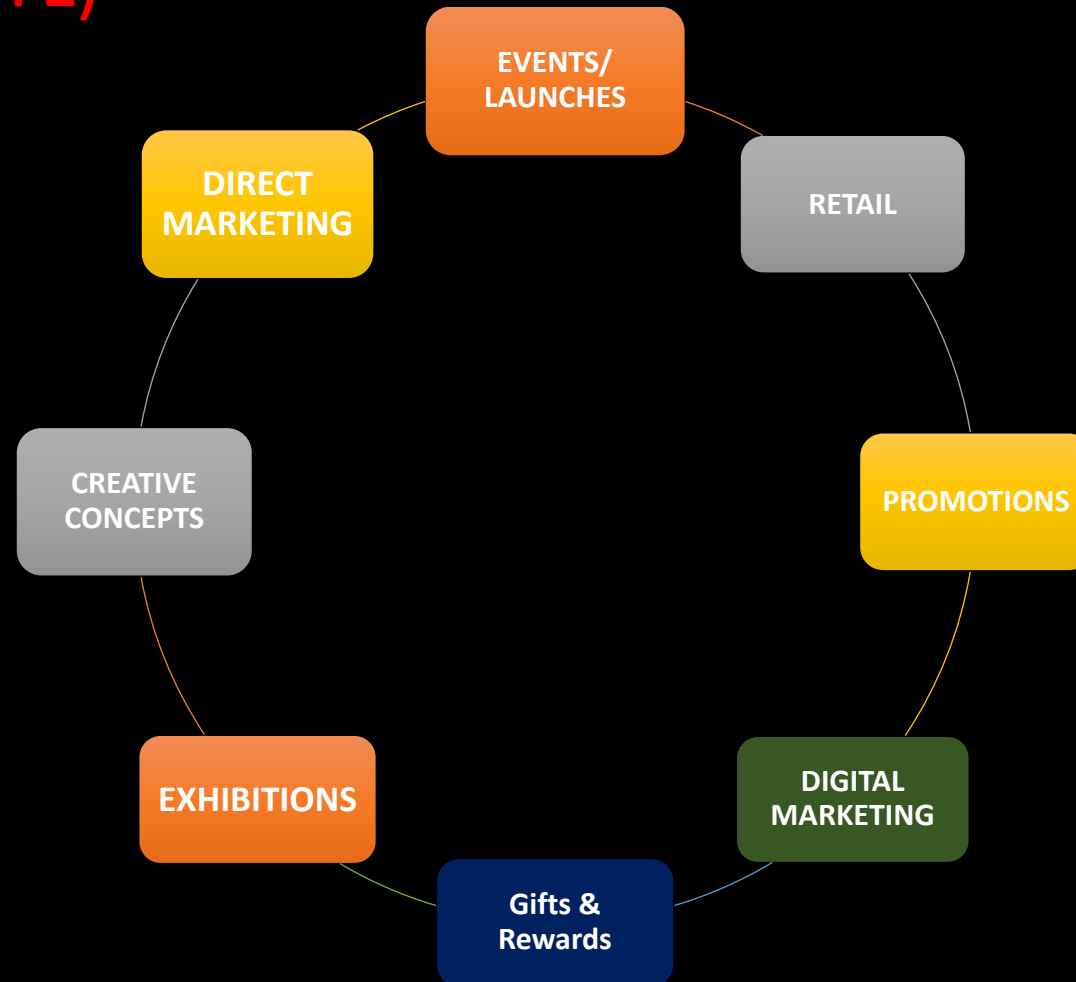 EVENTS/
LAUNCHES
RETAIL
PROMOTIONS
DIGITAL
MARKETING
Gifts &
Rewards
EXHIBITIONS
CREATIVE
CONCEPTS
DIRECT
MARKETING